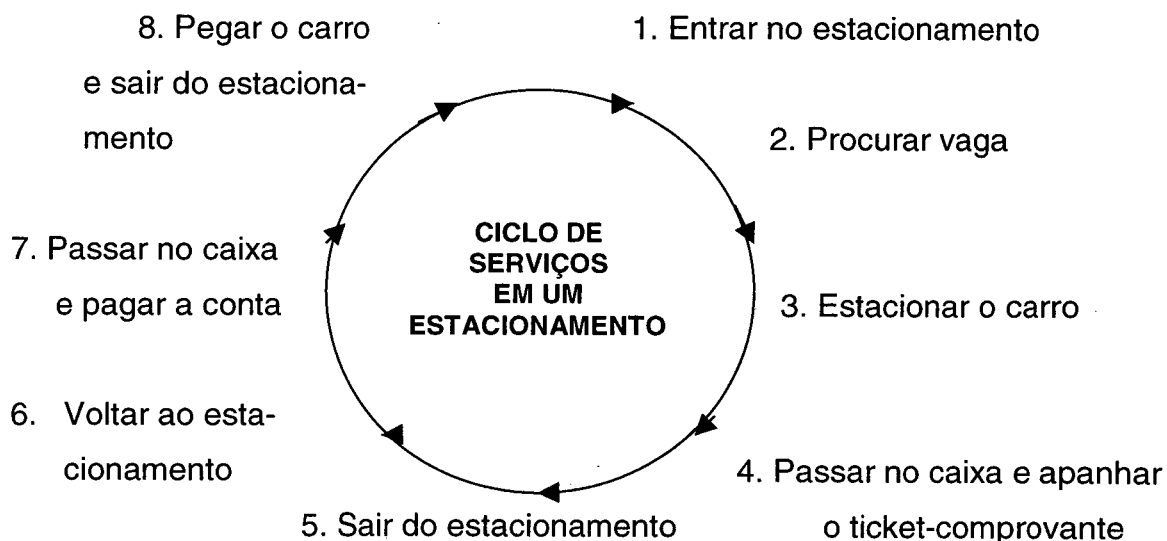 8. Pegar o carro
e sair do estaciona-
mento
1. Entrar no estacionamento
2. Procurar vaga
3. Estacionar o carro
4. Passar no caixa e apanhar
o ticket-comprovante
5. Sair do estacionamento
6. Voltar ao esta-
cionamento
7. Passar no caixa
e pagar a conta
CICLO DE
SERVIÇOS
EM UM
ESTACIONAMENTO